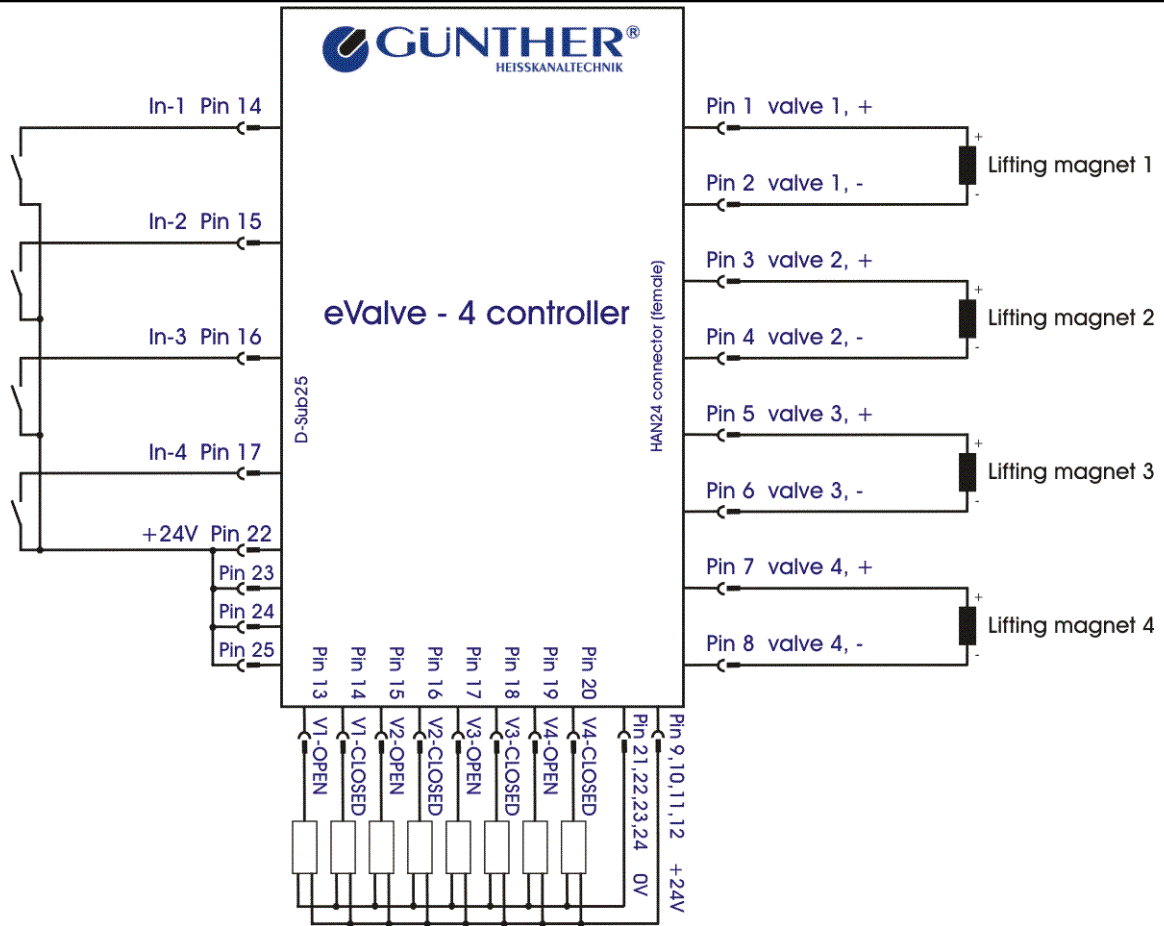 GÜNTHER®
HEISSKANALTECHNIK
In-1 Pin 14
In-2 Pin 15
In-3 Pin 16
In-4 Pin 17
+24V Pin 22
Pin 23
Pin 24
Pin 25
D-Sub25
eValve - 4 controller
HAN24 connector (female)
Pin 1 valve 1, +
Pin 2 valve 1, -
+
-
Lifting magnet 1
Pin 3 valve 2, +
Pin 4 valve 2, -
+
-
Lifting magnet 2
Pin 5 valve 3, +
Pin 6 valve 3, -
+
-
Lifting magnet 3
Pin 7 valve 4, +
Pin 8 valve 4, -
+
-
Lifting magnet 4
Pin 13 V1-OPEN
Pin 14 V1-CLOSED
Pin 15 V2-OPEN
Pin 16 V2-CLOSED
Pin 17 V3-OPEN
Pin 18 V3-CLOSED
Pin 19 V4-OPEN
Pin 20 V4-CLOSED
Pin 21,22,23,24 0V
Pin 9,10,11,12 +24V